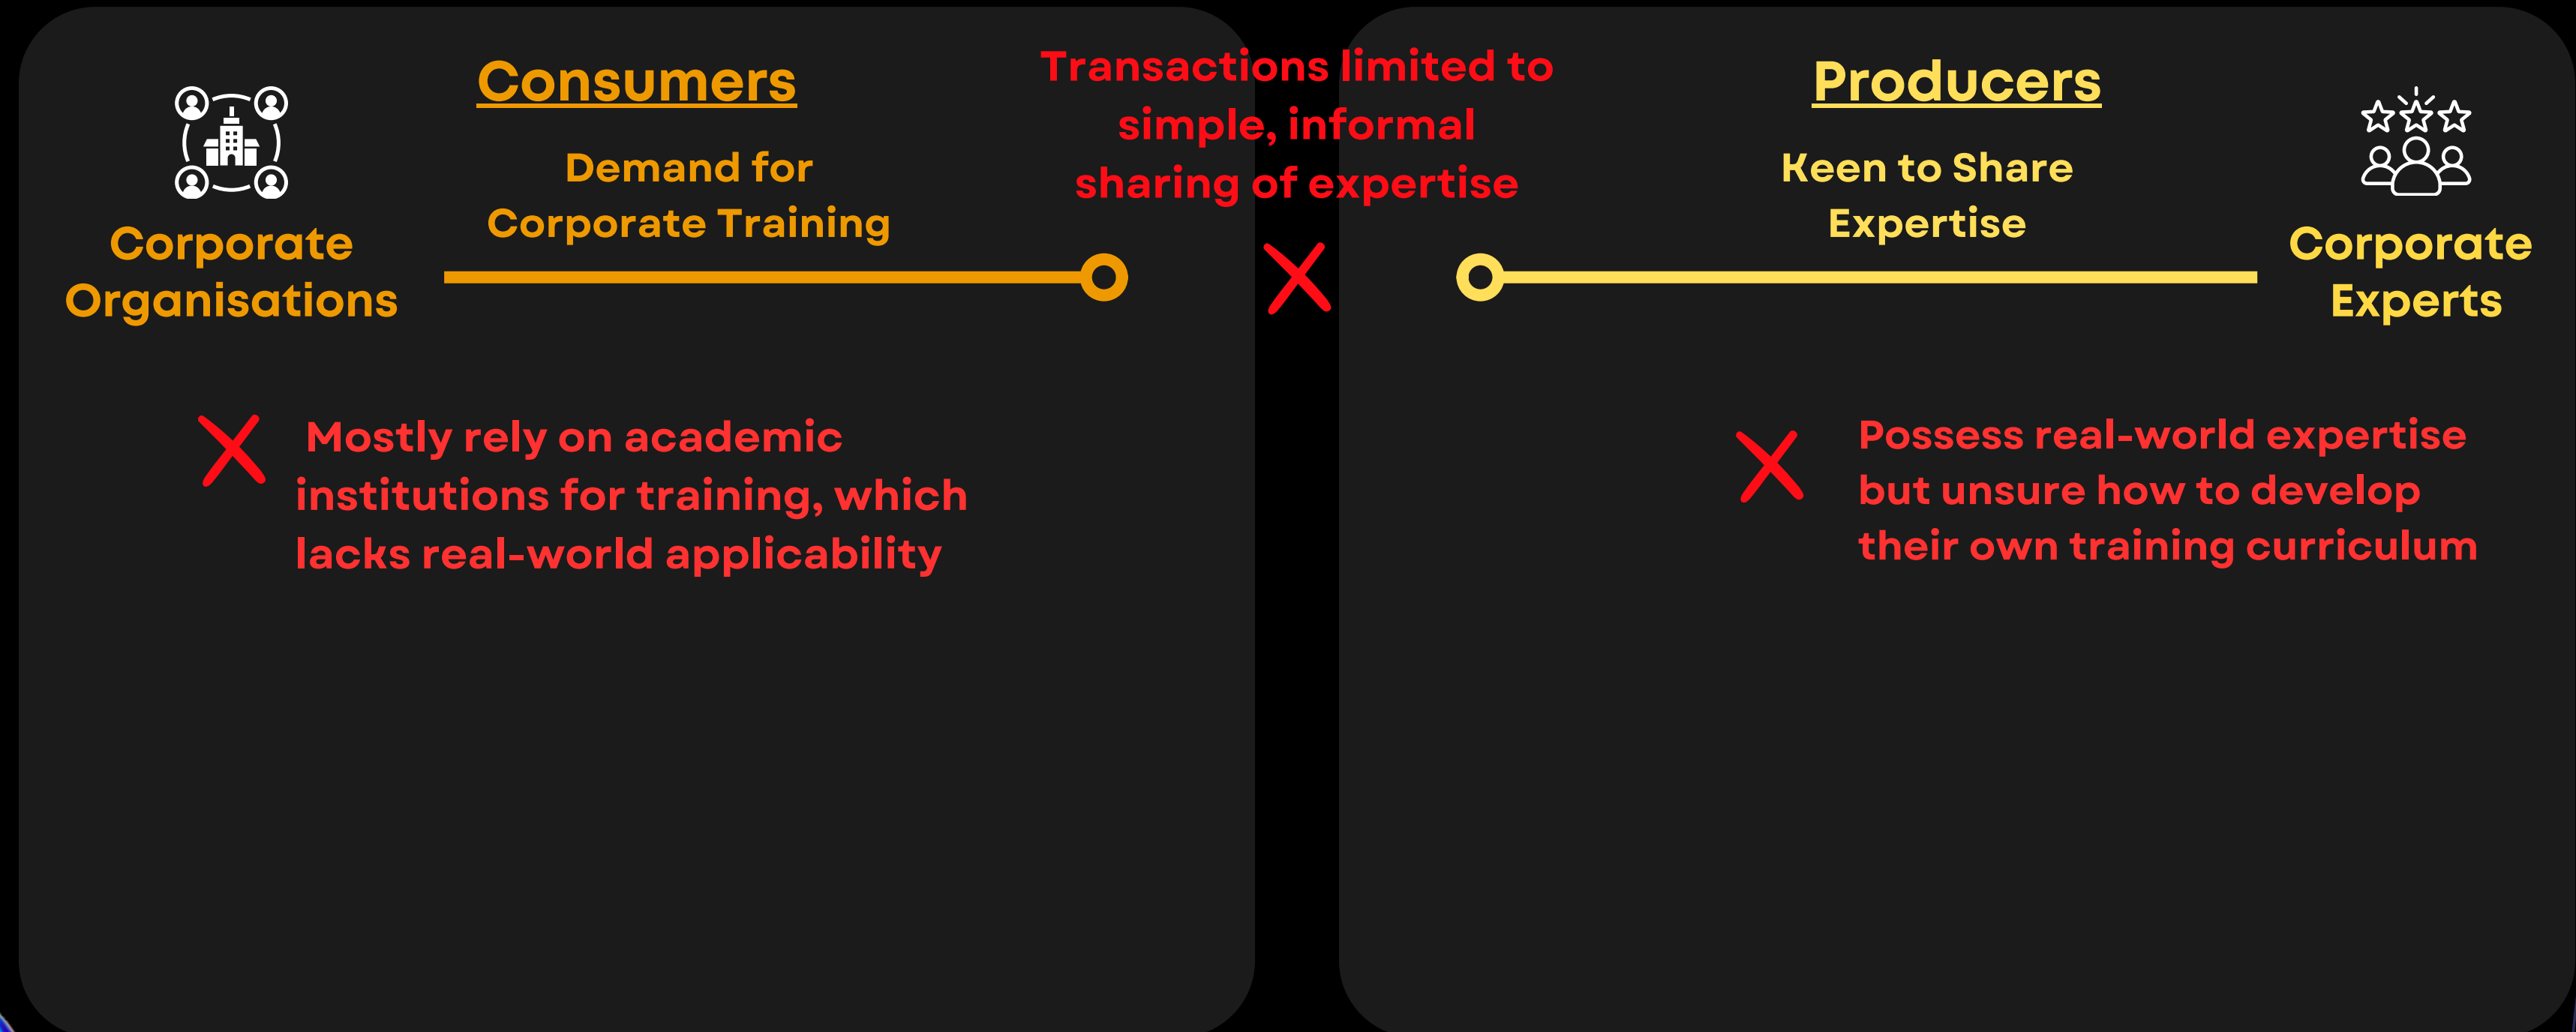 Consumers
Demand for
Corporate Training
Corporate
Organisations
Transactions limited to
simple, informal
sharing of expertise
Producers
Keen to Share
Expertise
Corporate
Experts
Mostly rely on academic
institutions for training, which
lacks real-world applicability
Possess real-world expertise
but unsure how to develop
their own training curriculum